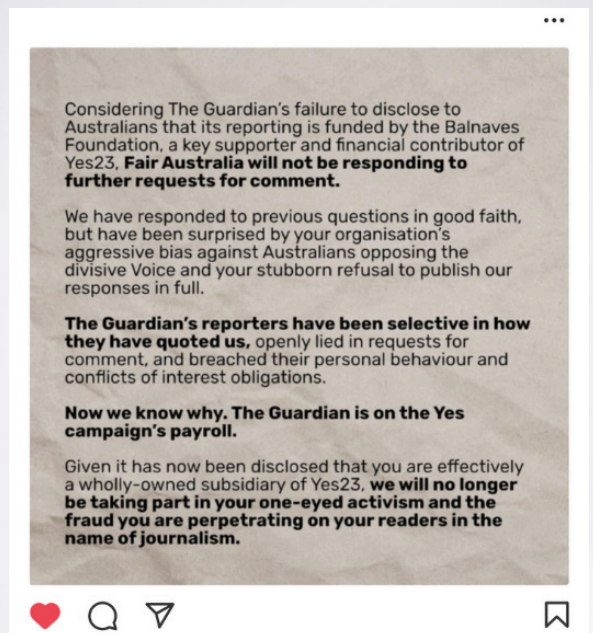 Considering The Guardian's failure to disclose to
Australians that its reporting is funded by the Balnaves
Foundation, a key supporter and financial contributor of
Yes23, Fair Australia will not be responding to
further requests for comment.
We have responded to previous questions in good faith,
but have been surprised by your organisation's
aggressive bias against Australians opposing the
divisive Voice and your stubborn refusal to publish our
responses in full.
The Guardian's reporters have been selective in how
they have quoted us, openly lied in requests for
comment, and breached their personal behaviour and
conflicts of interest obligations.
Now we know why. The Guardian is on the Yes
campaign's payroll.
Given it has now been disclosed that you are effectively
a wholly-owned subsidiary of Yes23, we will no longer
be taking part in your one-eyed activism and the
fraud you are perpetrating on your readers in the
name of journalism.